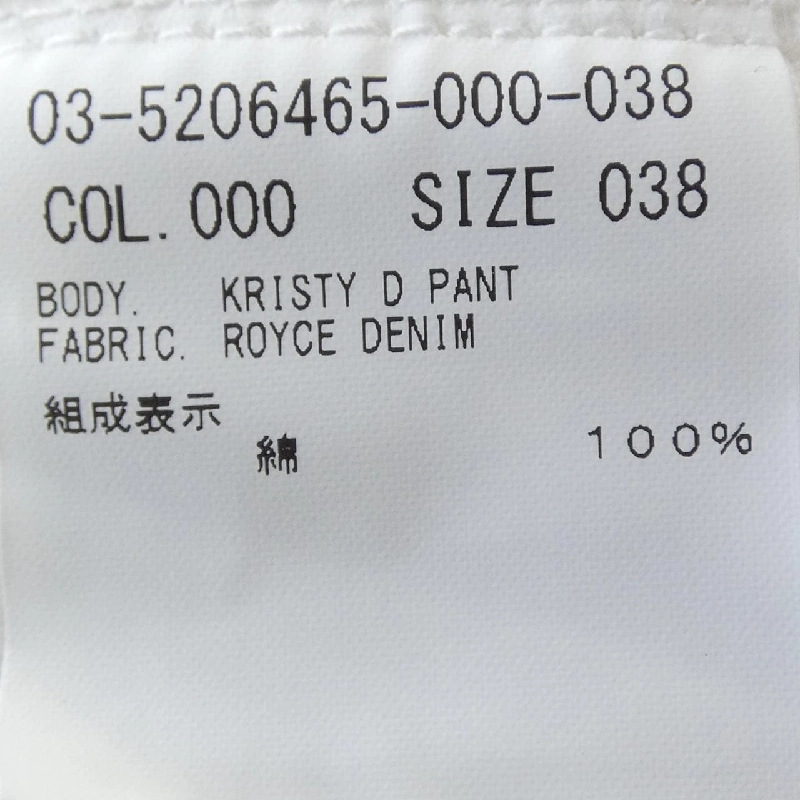 03-5206465-000-038
COL.000 SIZE 038
BODY. KRISTY D PANT
FABRIC. ROYCE DENIM
組成表示
綿 100%